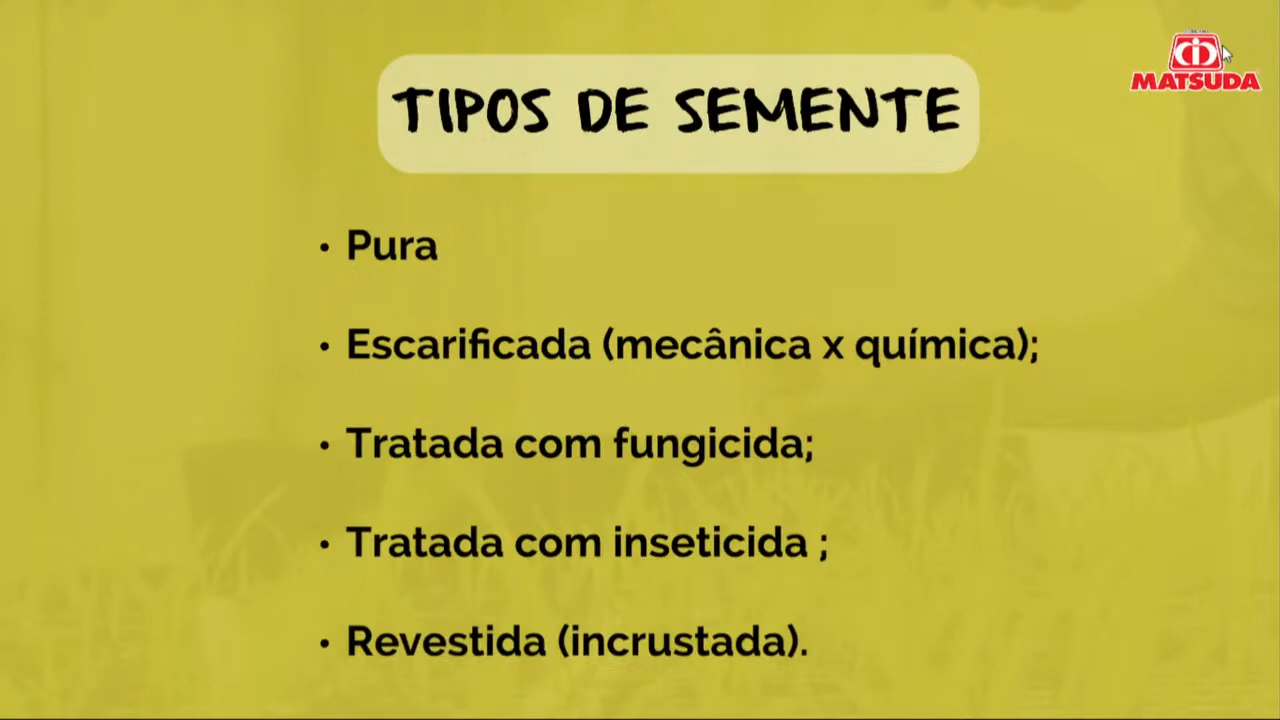 MATSUDA
TIPOS DE SEMENTE
• Pura
• Escarificada (mecânica x química);
• Tratada com fungicida;
• Tratada com inseticida ;
• Revestida (incrustada).